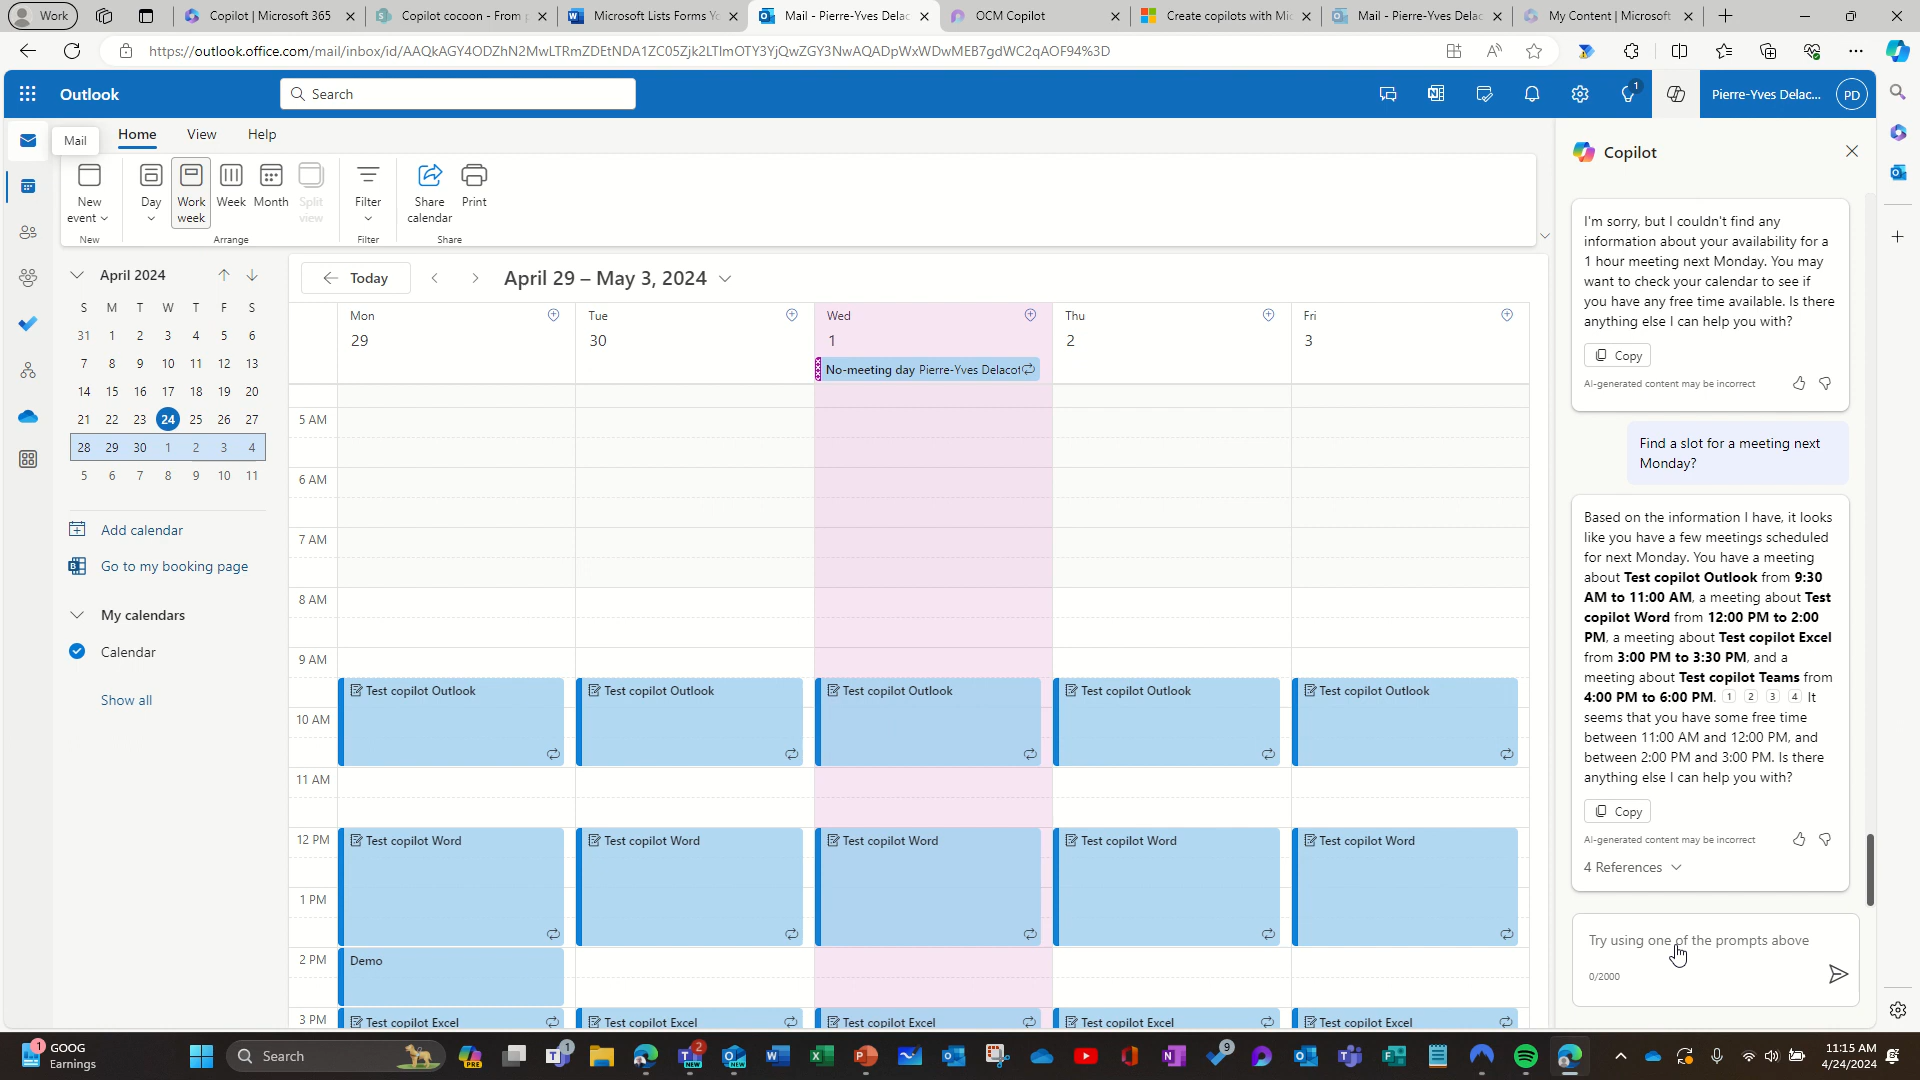 Work
Copilot | Microsoft 365
Copilot cocoon - From
Microsoft Lists Forms Yo
Mail - Pierre-Yves Delac
OCM Copilot
Create copilots with Mic
Mail - Pierre-Yves Delac
My Content | Microsoft
https://outlook.office.com/mail/inbox/id/AAQkAGY4ODZhN2MwLTRmZDEtNDA1ZC05Zjk2LTImOTY3YjQwZGY3NwAQADpWxWDwMEB7gdWC2qAOF94%3D
Outlook
Search
1
Pierre-Yves Delac...
PD
Mail
Home
View
Help
New event
Day
Work week
Week
Month
Split view
Filter
Share calendar
Print
New
Arrange
Filter
Share
April 2024
S M T W T F S
31 1 2 3 4 5 6
7 8 9 10 11 12 13
14 15 16 17 18 19 20
21 22 23 24 25 26 27
28 29 30 1 2 3 4
5 6 7 8 9 10 11
Add calendar
Go to my booking page
My calendars
Calendar
Show all
Today
April 29 – May 3, 2024
Mon
29
Tue
30
Wed
1
Thu
2
Fri
3
No-meeting day Pierre-Yves Delacot
5 AM
6 AM
7 AM
8 AM
9 AM
Test copilot Outlook
Test copilot Outlook
Test copilot Outlook
Test copilot Outlook
Test copilot Outlook
10 AM
11 AM
12 PM
Test copilot Word
Test copilot Word
Test copilot Word
Test copilot Word
Test copilot Word
1 PM
2 PM
Demo
3 PM
Test copilot Excel
Test copilot Excel
Test copilot Excel
Test copilot Excel
Test copilot Excel
Copilot
I'm sorry, but I couldn't find any
information about your availability for a
1 hour meeting next Monday. You may
want to check your calendar to see if
you have any free time available. Is there
anything else I can help you with?
Copy
AI-generated content may be incorrect
Find a slot for a meeting next
Monday?
Based on the information I have, it looks
like you have a few meetings scheduled
for next Monday. You have a meeting
about Test copilot Outlook from 9:30
AM to 11:00 AM, a meeting about Test
copilot Word from 12:00 PM to 2:00
PM, a meeting about Test copilot Excel
from 3:00 PM to 3:30 PM, and a
meeting about Test copilot Teams from
4:00 PM to 6:00 PM. 1 2 3 4 It
seems that you have some free time
between 11:00 AM and 12:00 PM, and
between 2:00 PM and 3:00 PM. Is there
anything else I can help you with?
Copy
AI-generated content may be incorrect
4 References
Try using one of the prompts above
0/2000
1
GOOG
Earnings
Search
PRE
1
2
NEW
NEW
9
11:15 AM
4/24/2024